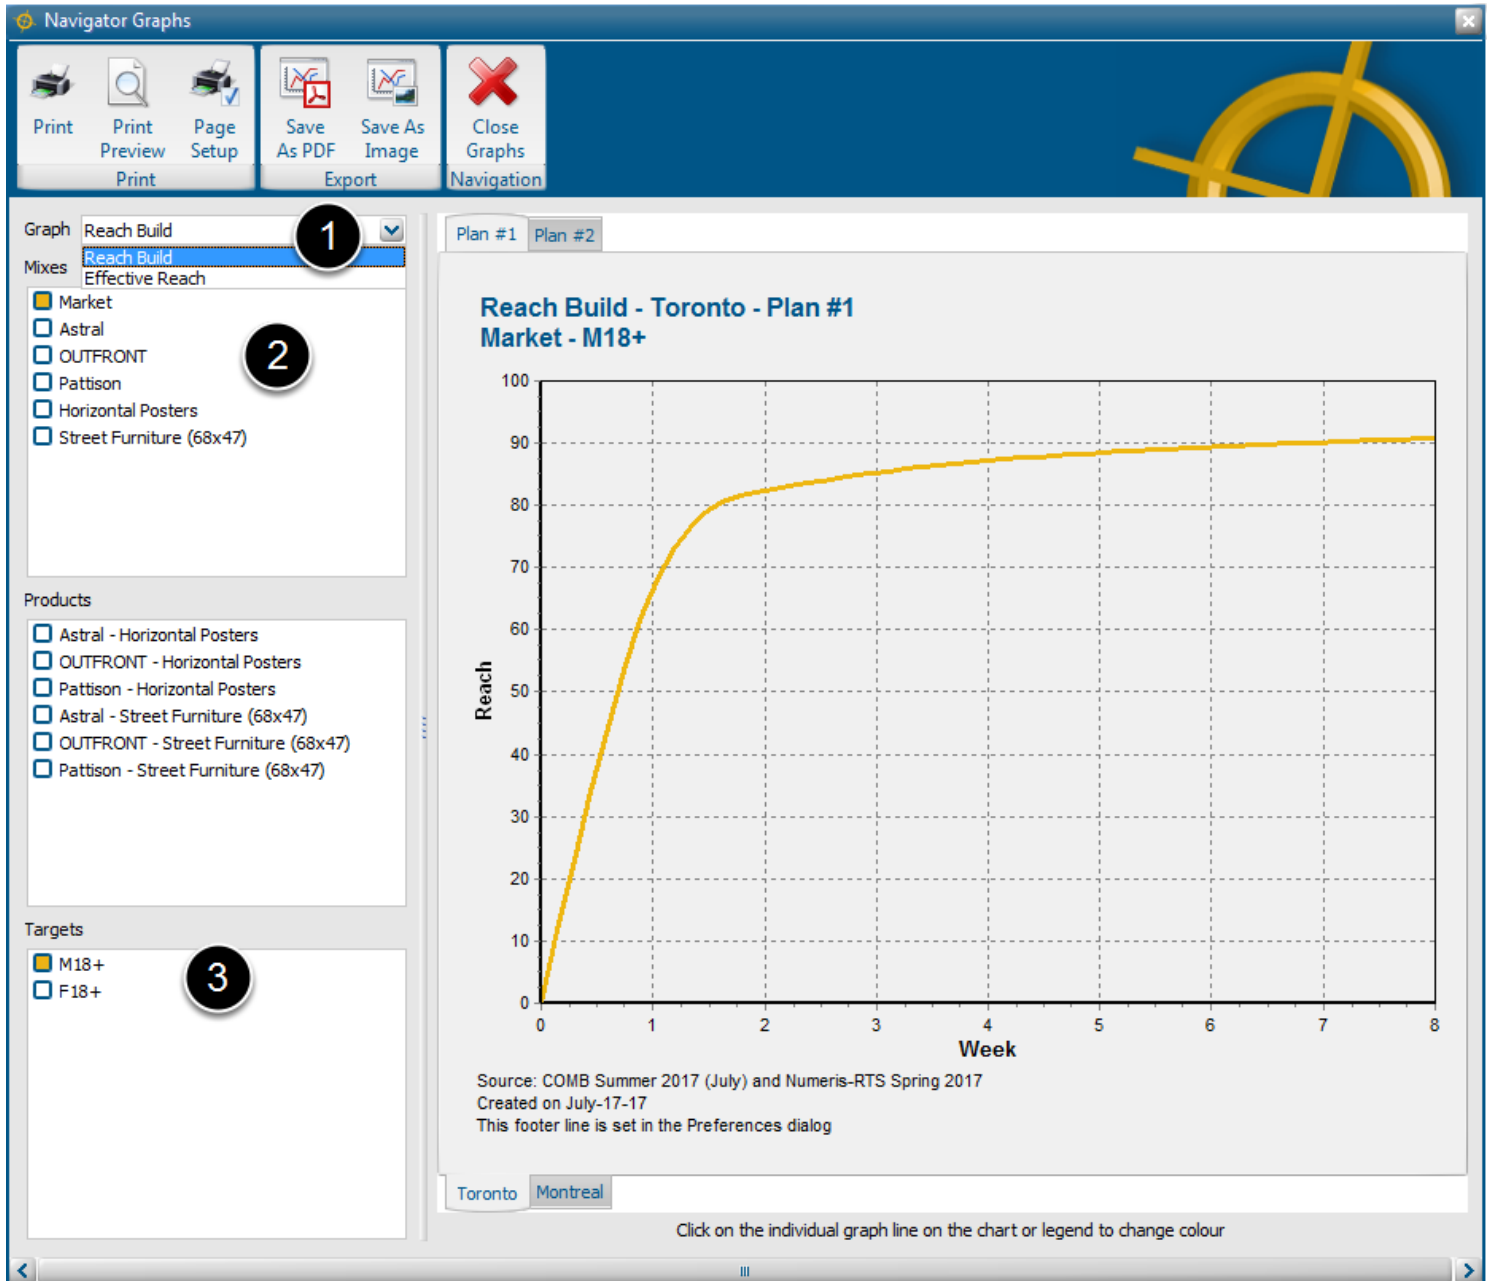 Navigator Graphs
Print
Print Preview
Page Setup
Print
Save As PDF
Save As Image
Export
Close Graphs
Navigation
Graph
Reach Build
1
Reach Build
Effective Reach
Mixes
Market
Astral
OUTFRONT
2
Pattison
Horizontal Posters
Street Furniture (68x47)
Products
Astral - Horizontal Posters
OUTFRONT - Horizontal Posters
Pattison - Horizontal Posters
Astral - Street Furniture (68x47)
OUTFRONT - Street Furniture (68x47)
Pattison - Street Furniture (68x47)
Targets
M18+
3
F18+
Plan #1 Plan #2
Reach Build - Toronto - Plan #1
Market - M18+
Reach
100
90
80
70
60
50
40
30
20
10
0
0 1 2 3 4 5 6 7 8
Week
Source: COMB Summer 2017 (July) and Numeris-RTS Spring 2017
Created on July-17-17
This footer line is set in the Preferences dialog
Toronto Montreal
Click on the individual graph line on the chart or legend to change colour